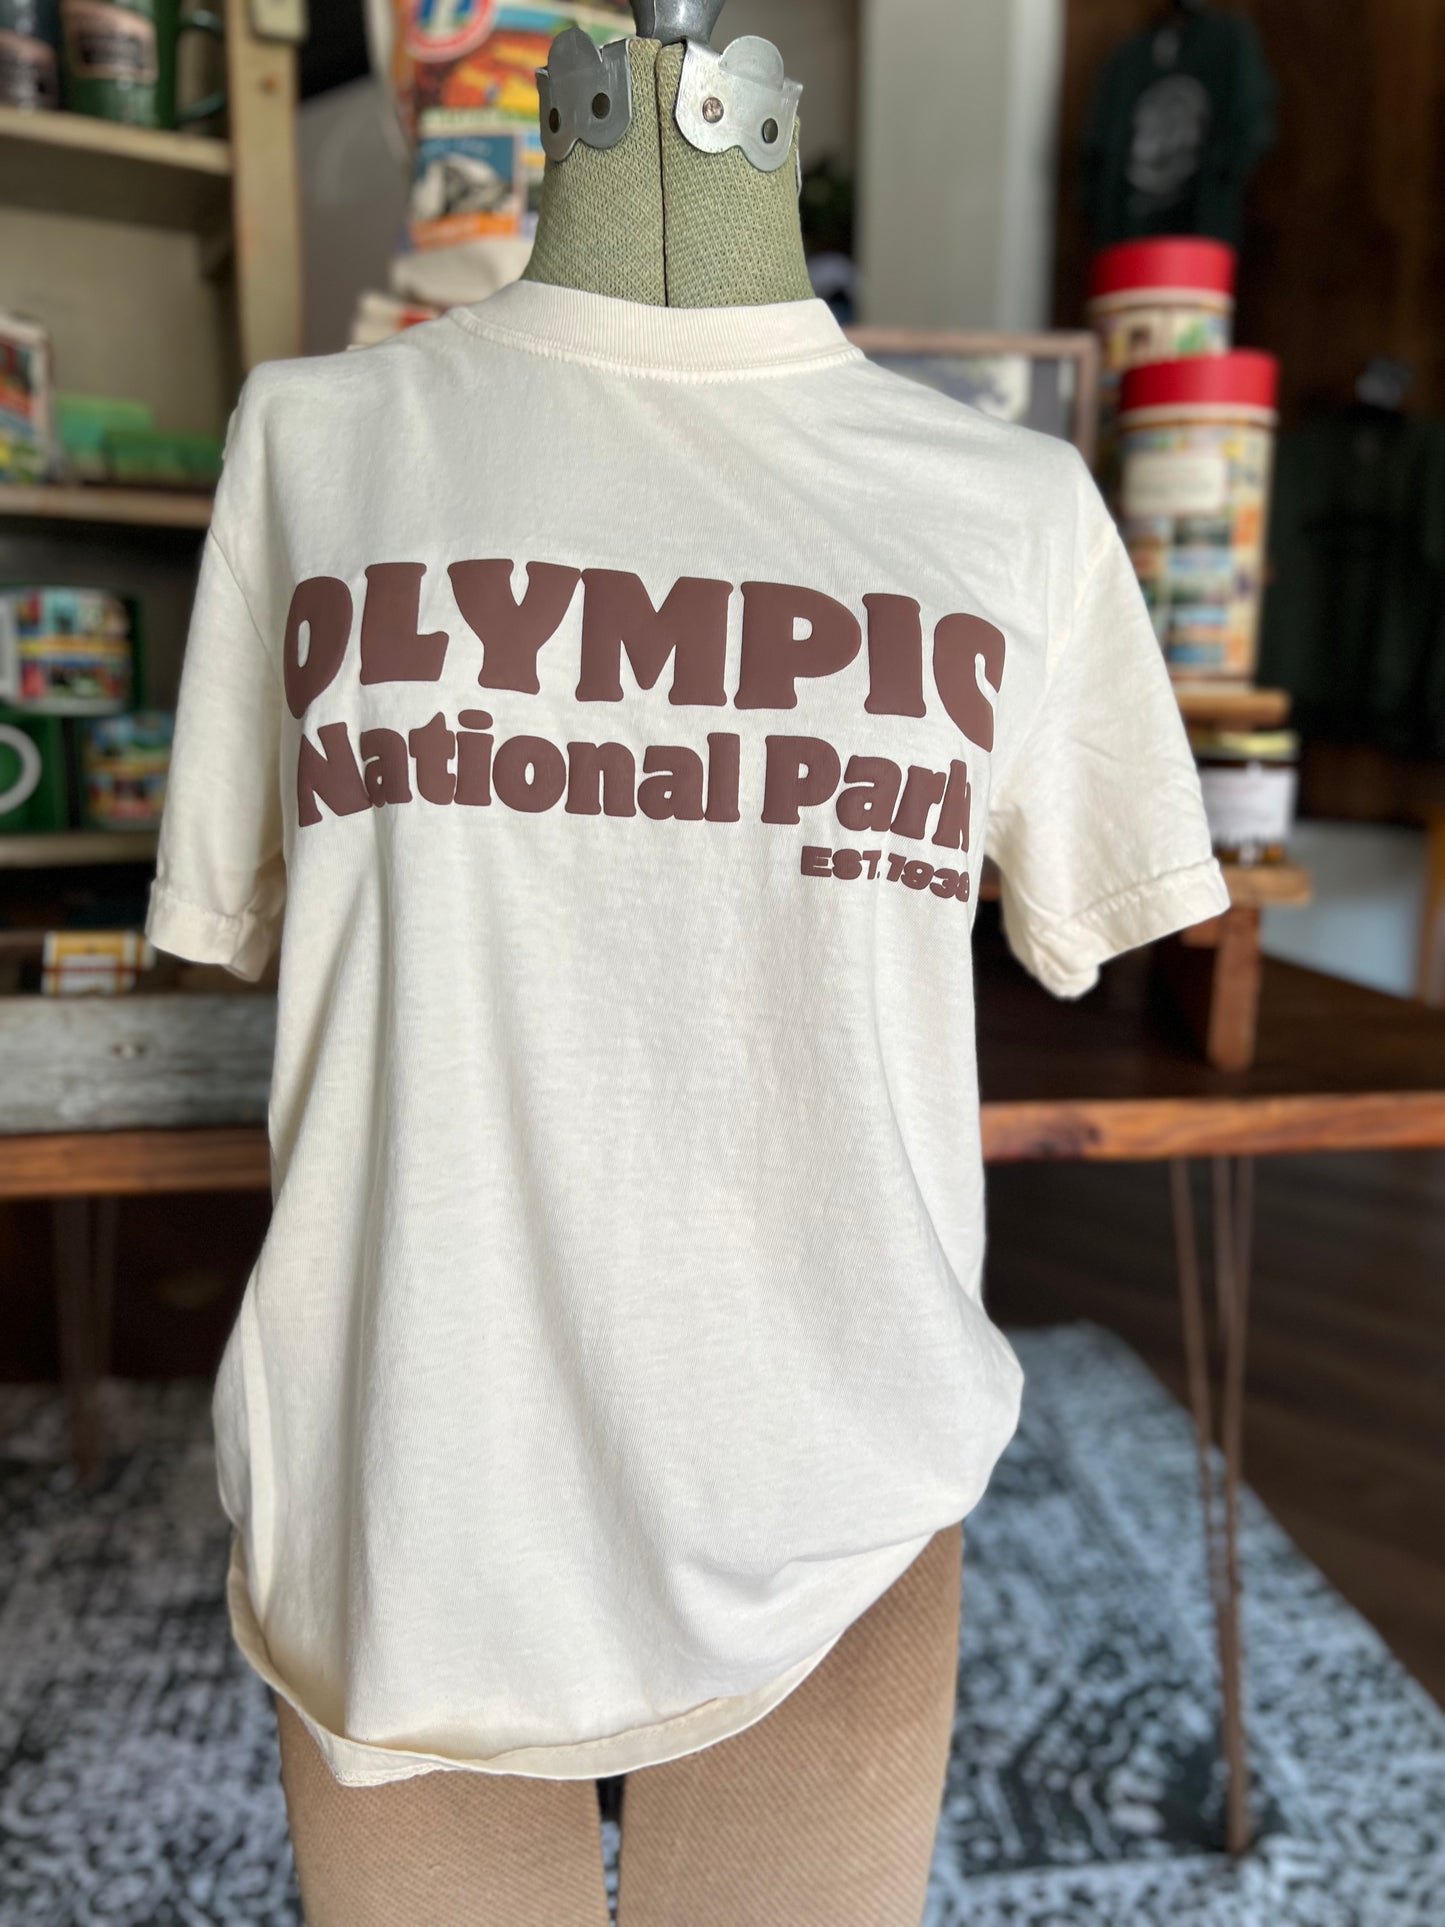 OLYMPIC
National Park
EST. 1938